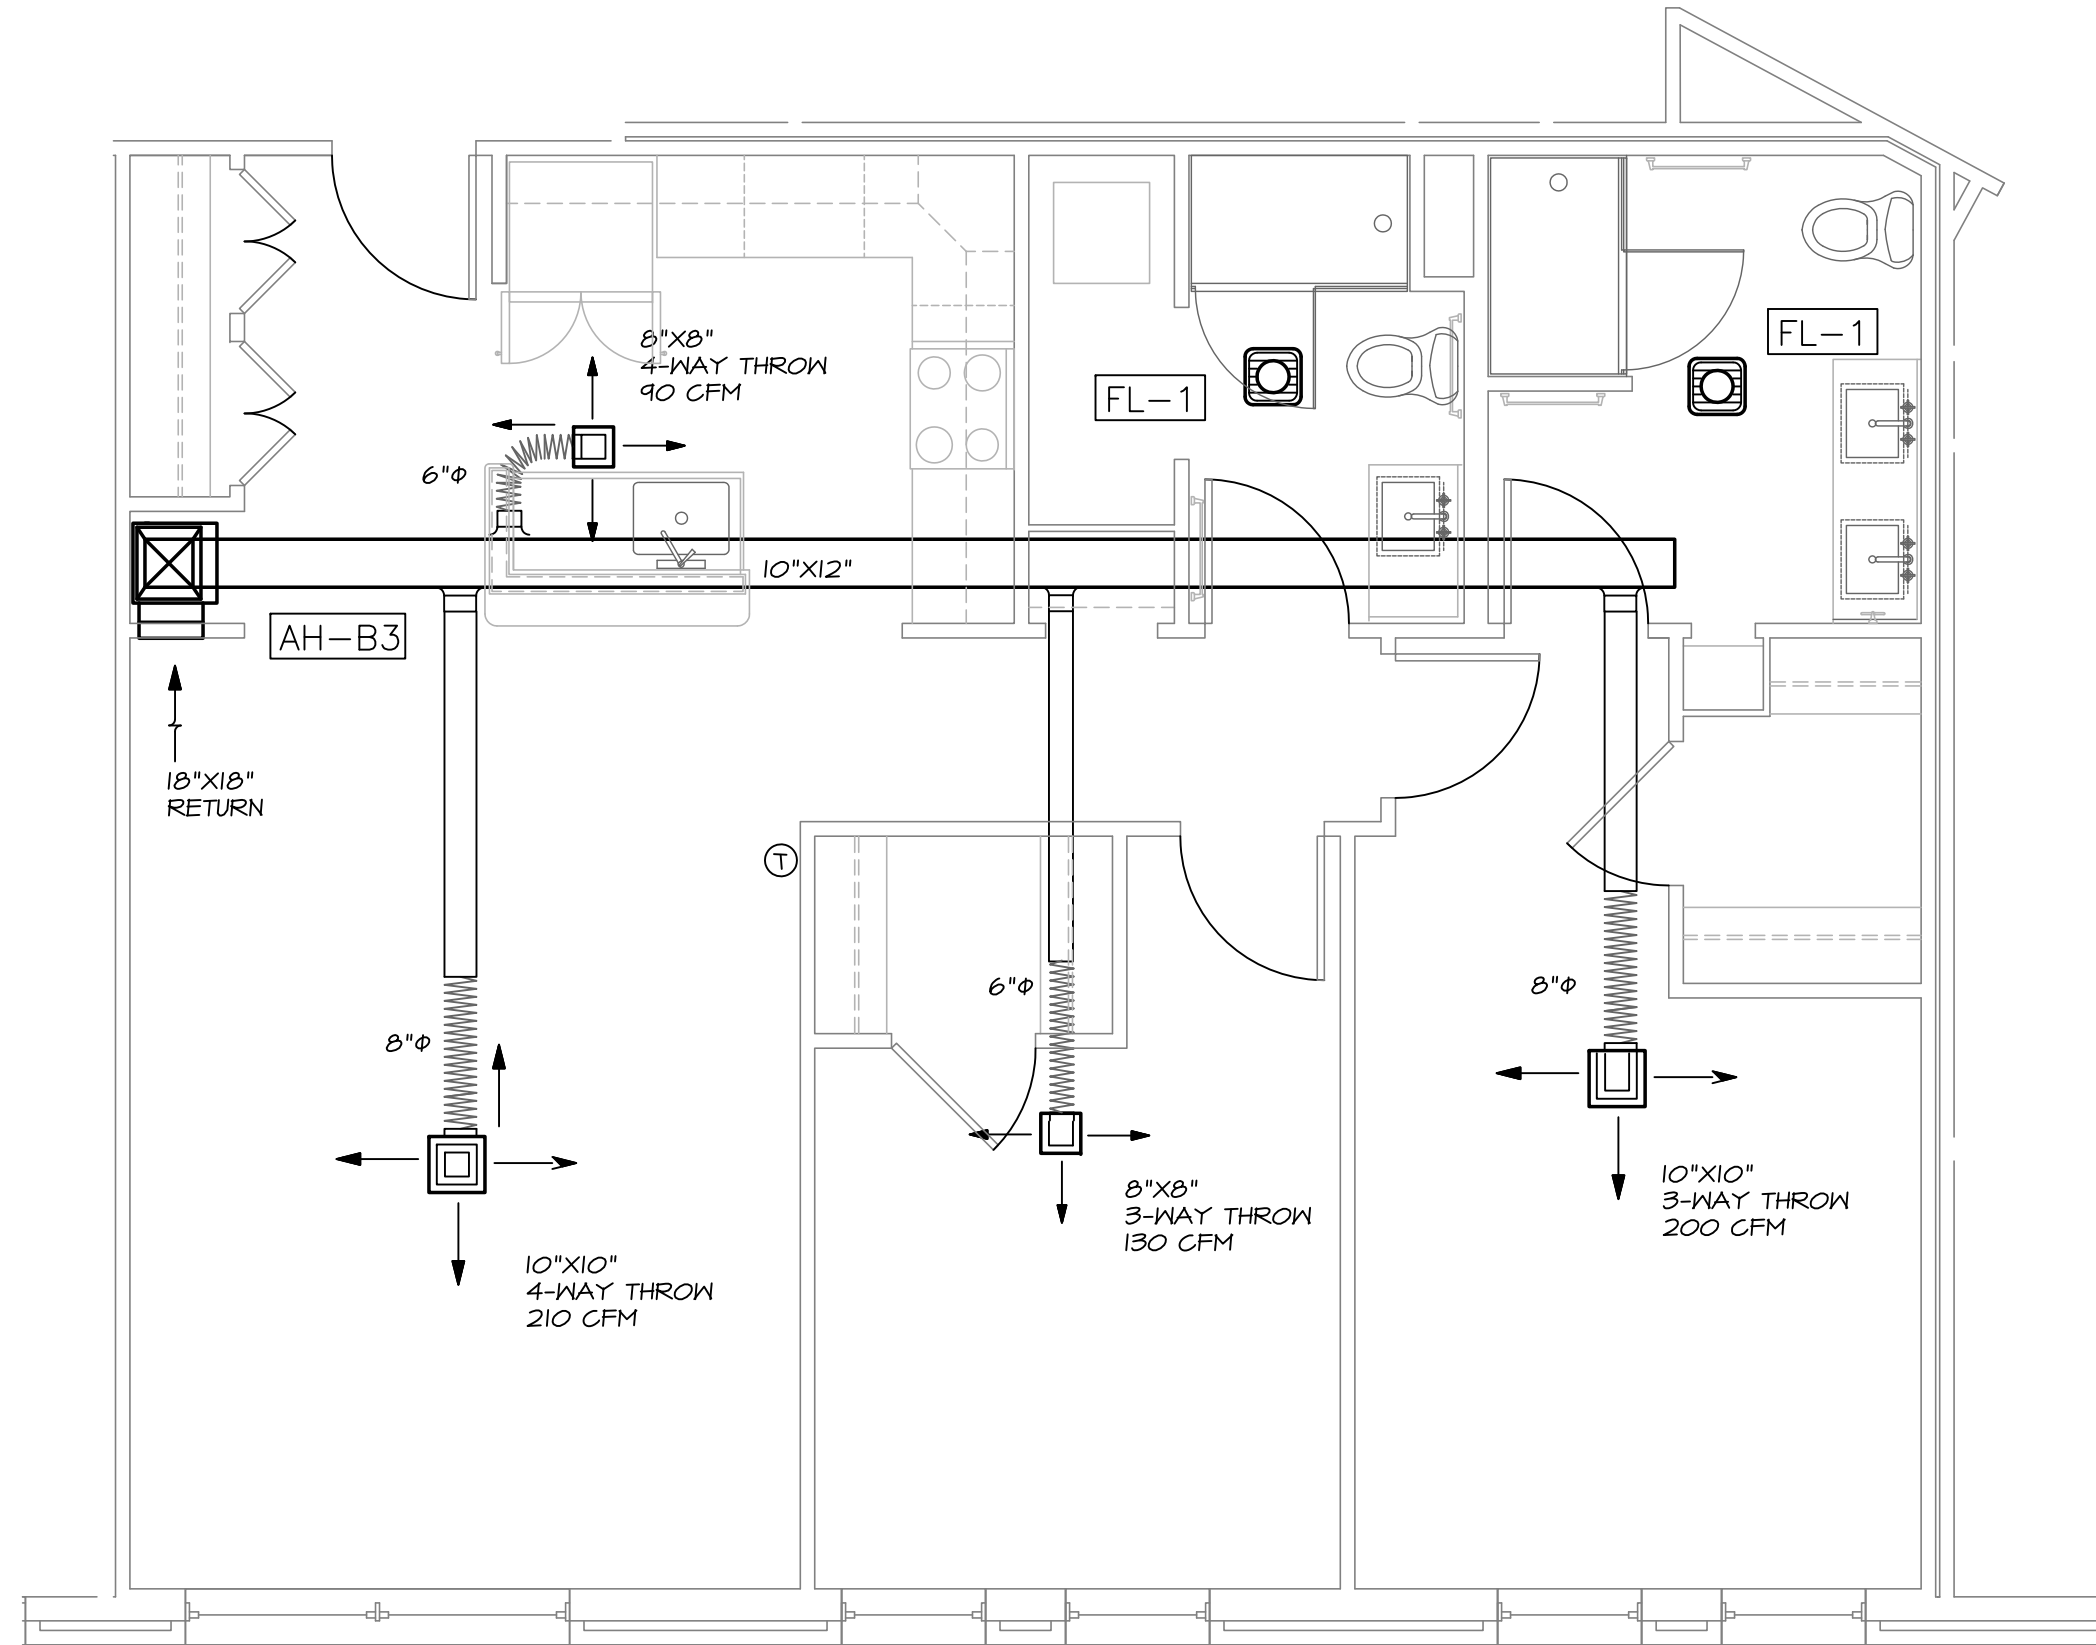 FL-1
8"X8"
4-WAY THROW
90 CFM
FL-1
6"Φ
10"X12"
AH-B3
18"X18"
RETURN
T
6"Φ
8"Φ
8"Φ
10"X10"
3-WAY THROW
200 CFM
8"X8"
3-WAY THROW
130 CFM
10"X10"
4-WAY THROW
210 CFM